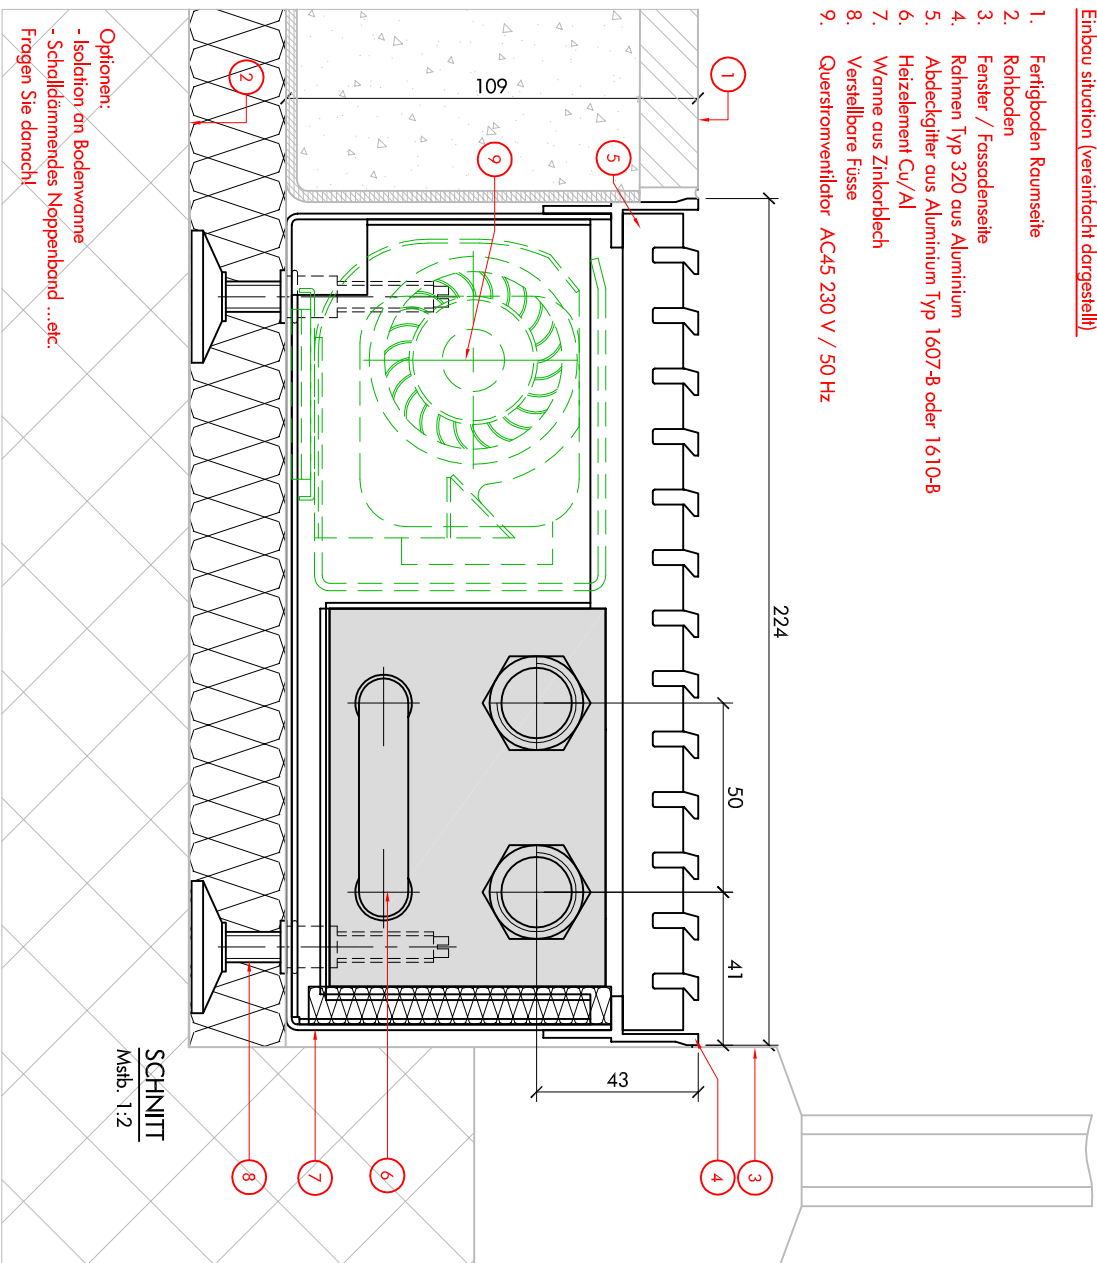 Einbau situation (vereinfacht dargestellt)
1. Fertigboden Raumseite
2. Rohboden
3. Fenster / Fassadenseite
4. Rahmen Typ 320 aus Aluminium
5. Abdeckgitter aus Aluminium Typ 1607-B oder 1610-B
6. Heizelement Cu/Al
7. Wanne aus Zinkorblech
8. Verstellbare Füsse
9. Querstromventilator AC45 230 V / 50 Hz
224
50
41
109
43
1
2
5
9
3
4
6
7
8
SCHNITT
Mstb. 1:2
Optionen:
- Isolation an Bodenwanne
- Schalldämmendes Noppenband ...etc.
Fragen Sie danach!